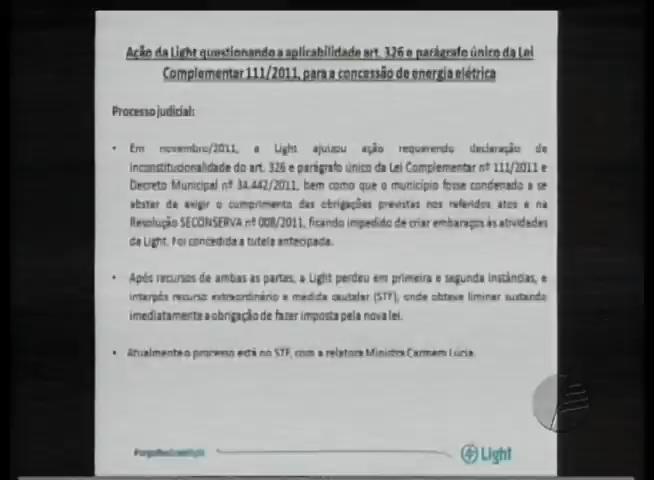 Ação da Light questionando a aplicabilidade art. 326 e parágrafo único da Lei
Complementar 111/2011, para a concessão de energia elétrica
Processo judicial:
• Em novembro/2011, a Light ajuizou ação requerendo declaração de
inconstitucionalidade do art. 326 e parágrafo único da Lei Complementar nº 111/2011 e
Decreto Municipal nº 34.442/2011, bem como que o município fosse condenado a se
abster de exigir o cumprimento das obrigações previstas nos referidos atos e na
Resolução SECONSERVA nº 008/2011, ficando impedido de criar embaraços às atividades
da Light. Foi concedida a tutela antecipada.
• Após recursos de ambas as partes, a Light perdeu em primeira e segunda instâncias, e
interpôs recurso extraordinário e medida cautelar (STF), onde obteve liminar sustando
imediatamente a obrigação de fazer imposta pela nova lei.
• Atualmente o processo está no STF, com a relatora Ministra Carmem Lúcia.
Light